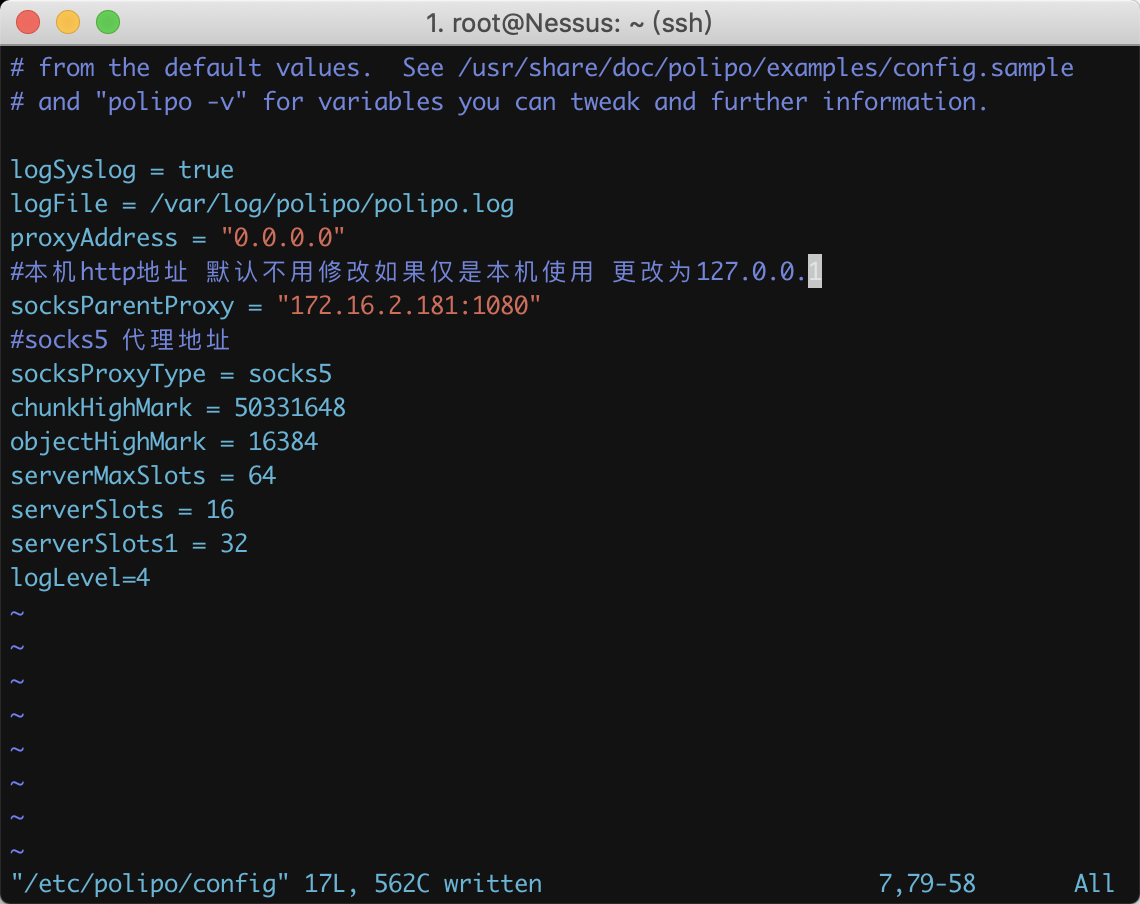 1. root@Nessus: ~ (ssh)
# from the default values.  See /usr/share/doc/polipo/examples/config.sample
# and "polipo -v" for variables you can tweak and further information.
logSyslog = true
logFile = /var/log/polipo/polipo.log
proxyAddress = "0.0.0.0"
#本机http地址 默认不用修改如果仅是本机使用 更改为127.0.0.1
socksParentProxy = "172.16.2.181:1080"
#socks5 代理地址
socksProxyType = socks5
chunkHighMark = 50331648
objectHighMark = 16384
serverMaxSlots = 64
serverSlots = 16
serverSlots1 = 32
logLevel=4
~
~
~
~
~
~
~
~
"/etc/polipo/config" 17L, 562C written 7,79-58 All